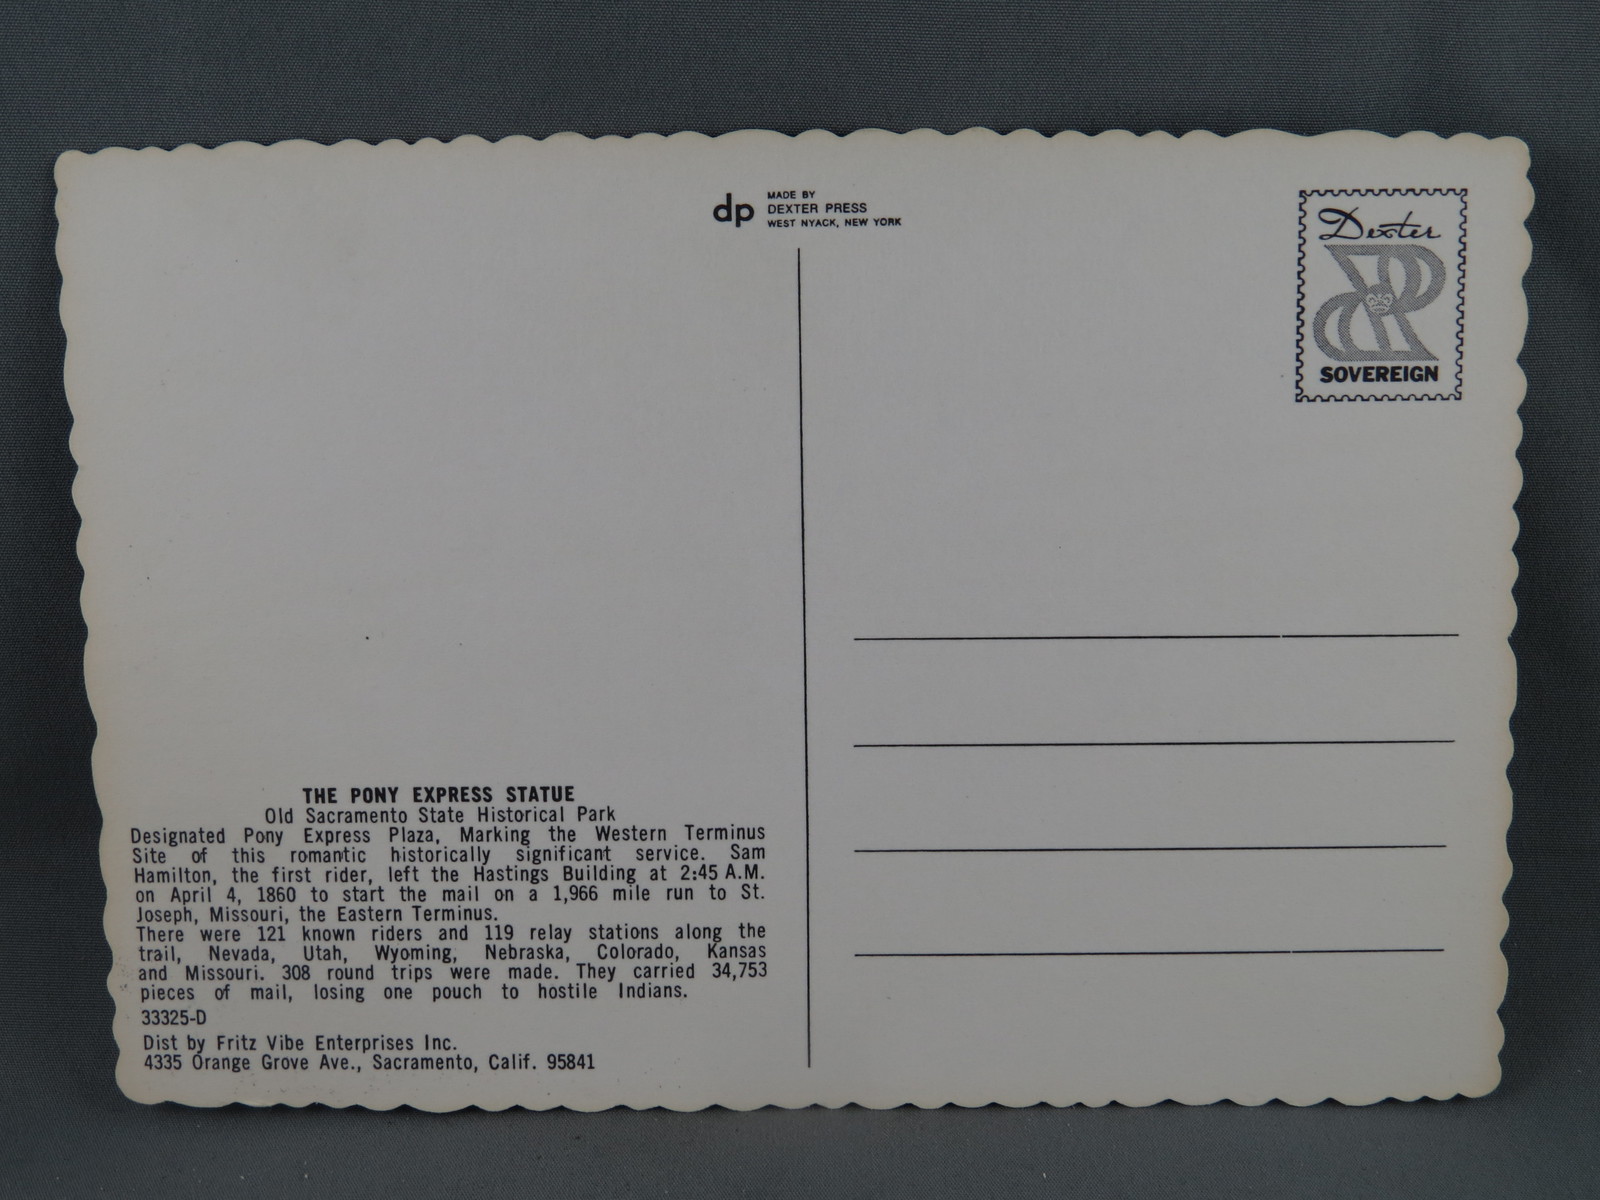 dp
MADE BY
DEXTER PRESS
WEST NYACK, NEW YORK
Dexter
SOVEREIGN
THE PONY EXPRESS STATUE
Old Sacramento State Historical Park
Designated Pony Express Plaza, Marking the Western Terminus
Site of this romantic historically significant service. Sam
Hamilton, the first rider, left the Hastings Building at 2:45 A.M.
on April 4, 1860 to start the mail on a 1,966 mile run to St.
Joseph, Missouri, the Eastern Terminus.
There were 121 known riders and 119 relay stations along the
trail, Nevada, Utah, Wyoming, Nebraska, Colorado, Kansas
and Missouri. 308 round trips were made. They carried 34,753
pieces of mail, losing one pouch to hostile Indians.
33325-D
Dist by Fritz Vibe Enterprises Inc.
4335 Orange Grove Ave., Sacramento, Calif. 95841